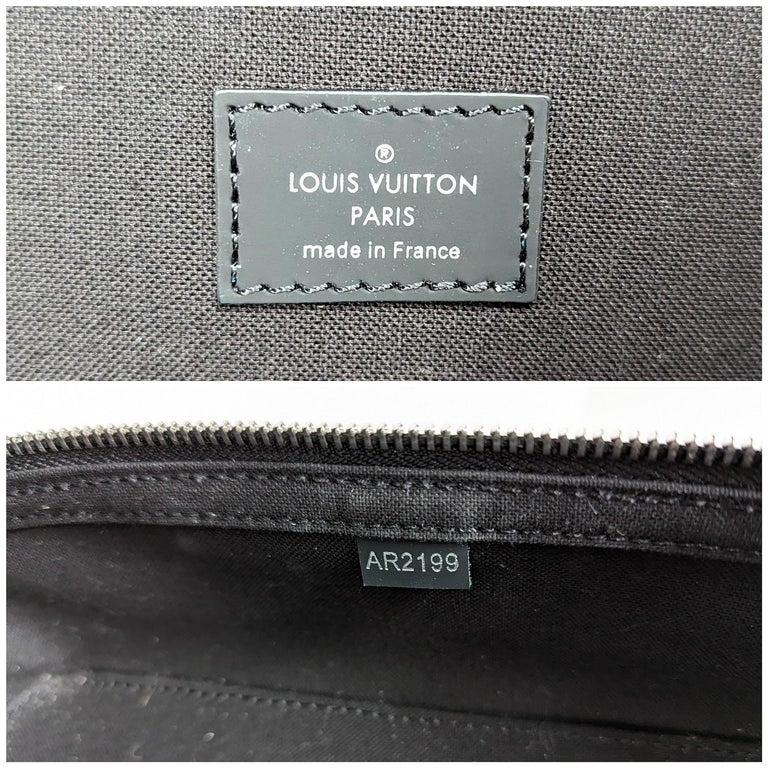 ®
LOUIS VUITTON
PARIS
made in France
AR2199